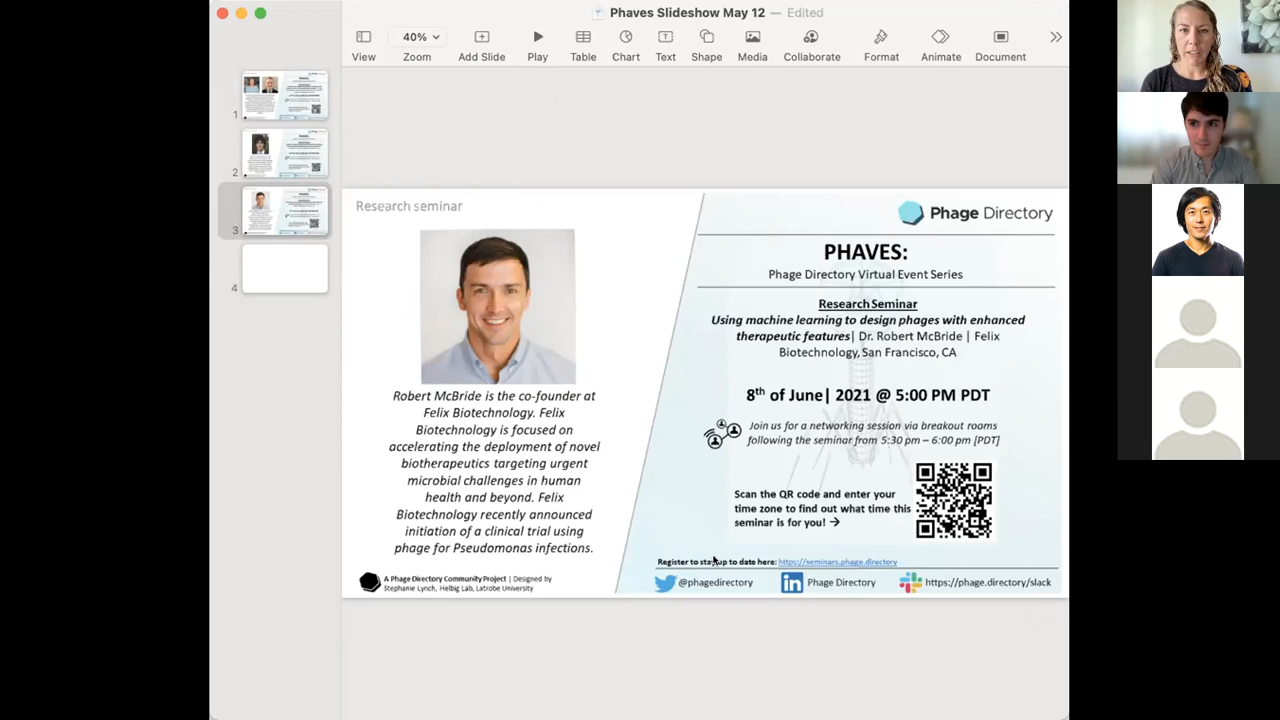 Phaves Slideshow May 12 — Edited
View
40%
Zoom
Add Slide
Play
Table
Chart
Text
Shape
Media
Collaborate
Format
Animate
Document
1
2
3
4
Research seminar
Robert McBride is the co-founder at
Felix Biotechnology. Felix
Biotechnology is focused on
accelerating the deployment of novel
biotherapeutics targeting urgent
microbial challenges in human
health and beyond. Felix
Biotechnology recently announced
initiation of a clinical trial using
phage for Pseudomonas infections.
A Phage Directory Community Project | Designed by
Stephanie Lynch, Helbig Lab, Latrobe University
Phage Directory
PHAVES:
Phage Directory Virtual Event Series
Research Seminar
Using machine learning to design phages with enhanced
therapeutic features| Dr. Robert McBride | Felix
Biotechnology, San Francisco, CA
8th of June| 2021 @ 5:00 PM PDT
Join us for a networking session via breakout rooms
following the seminar from 5:30 pm – 6:00 pm [PDT]
Scan the QR code and enter your
time zone to find out what time this
seminar is for you! →
Register to stay up to date here: https://seminars.phage.directory
@phagedirectory
Phage Directory
https://phage.directory/slack